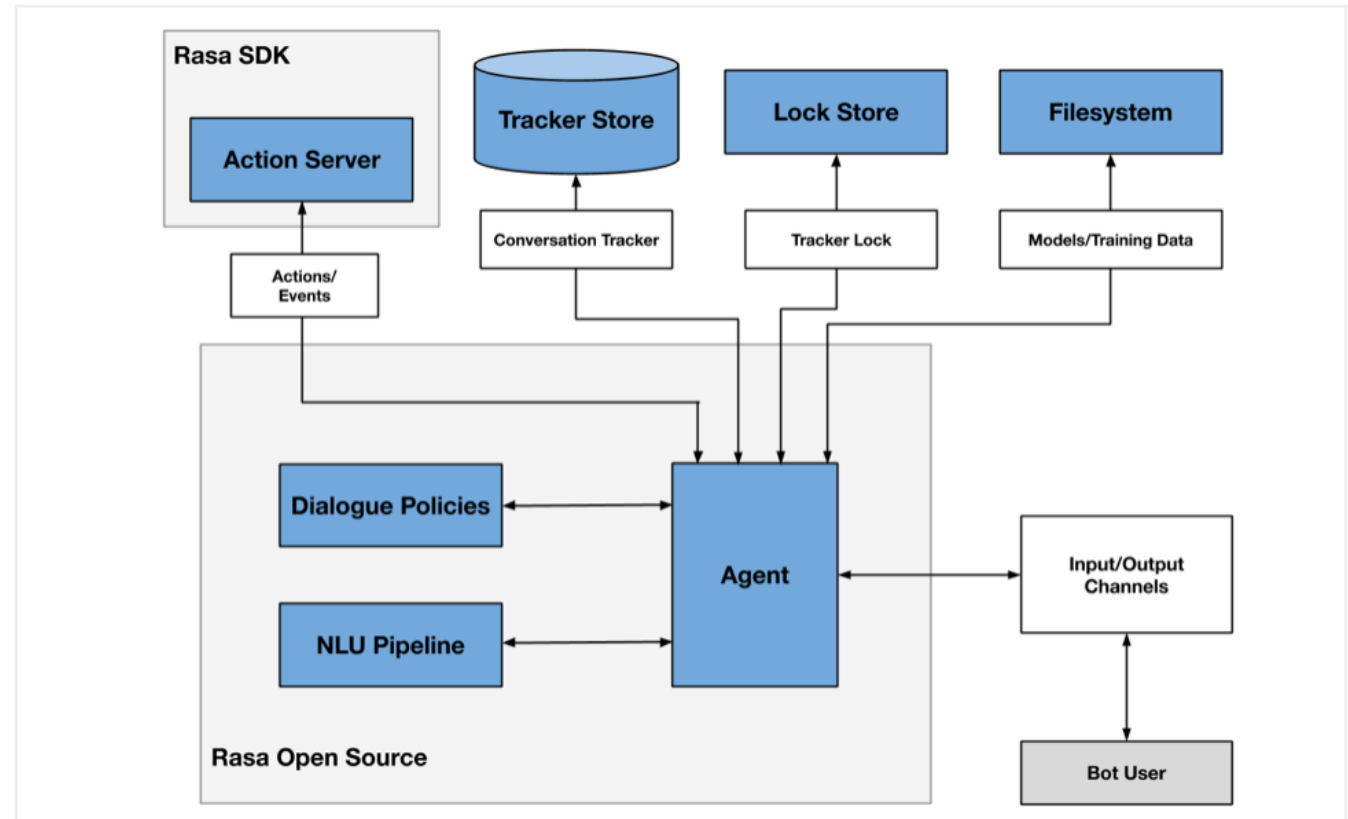 Rasa SDK
Action Server
Tracker Store
Lock Store
Filesystem
Conversation Tracker
Tracker Lock
Models/Training Data
Actions/
Events
Dialogue Policies
Agent
NLU Pipeline
Input/Output
Channels
Rasa Open Source
Bot User